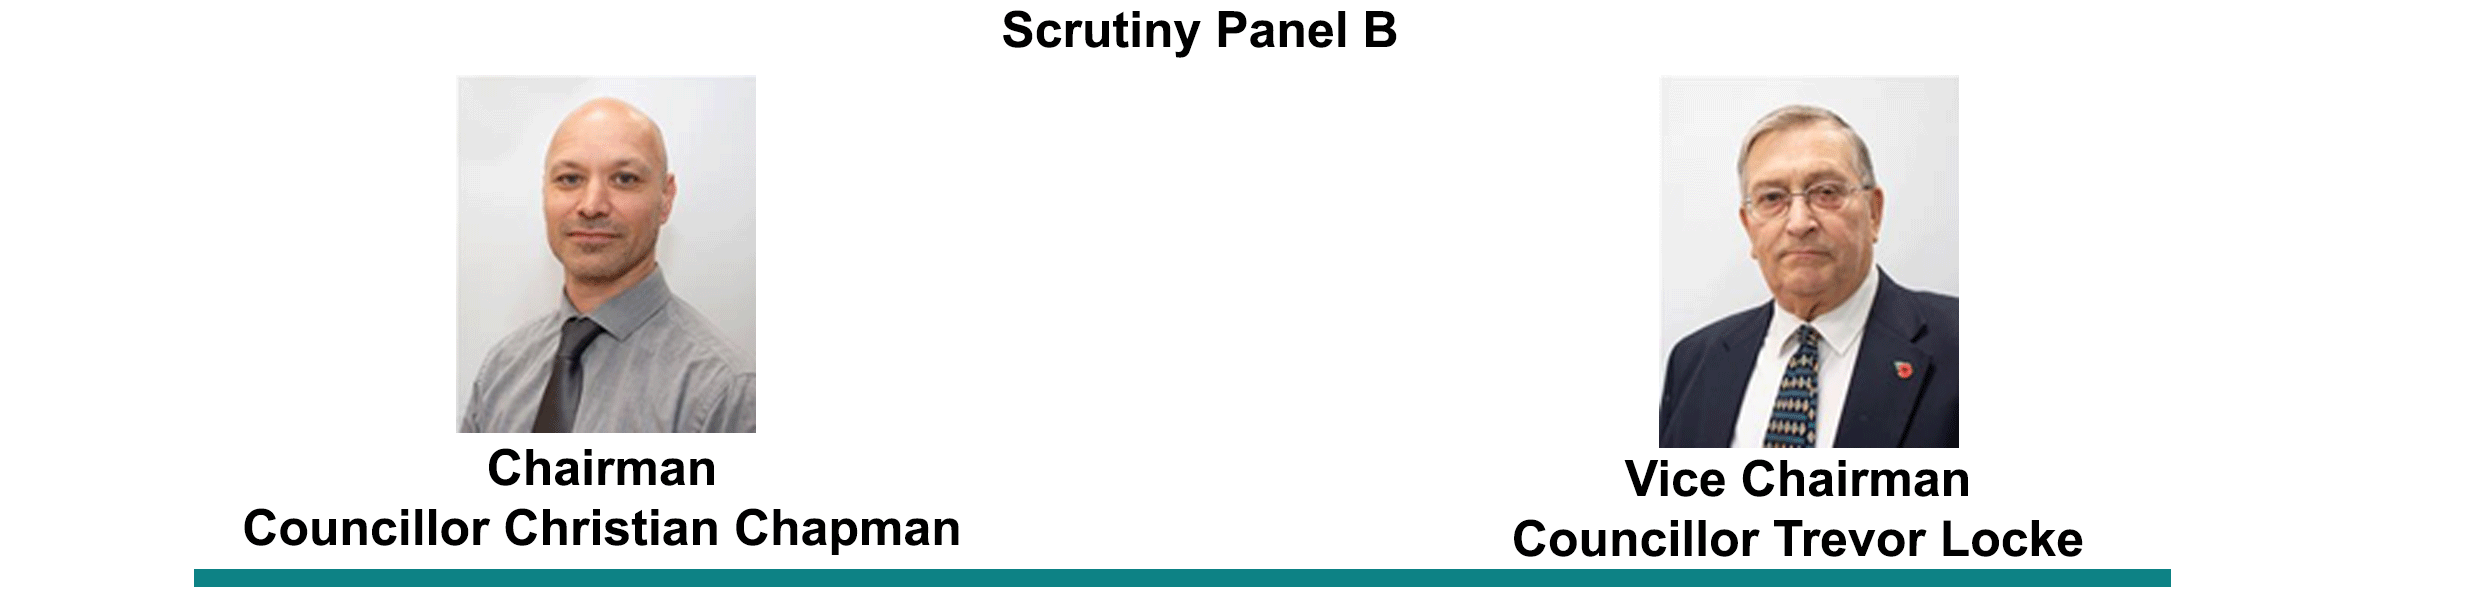 Scrutiny Panel B
Chairman
Councillor Christian Chapman
Vice Chairman
Councillor Trevor Locke